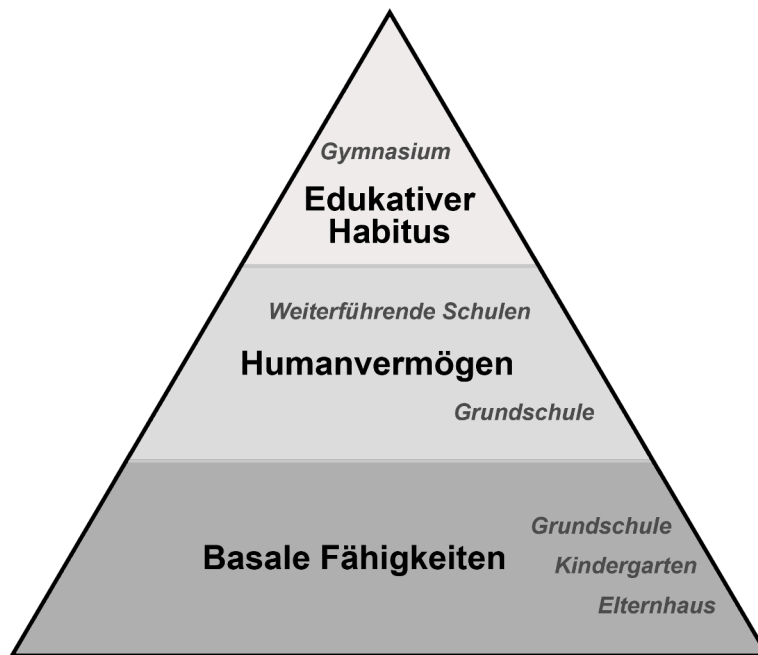 Gymnasium
Edukativer
Habitus
Weiterführende Schulen
Humanvermögen
Grundschule
Grundschule
Basale Fähigkeiten
Kindergarten
Elternhaus